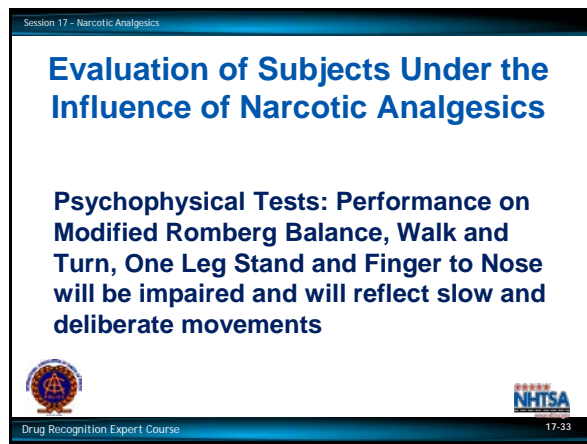 Session 17 - Narcotic Analgesics
Evaluation of Subjects Under the
Influence of Narcotic Analgesics
Psychophysical Tests: Performance on
Modified Romberg Balance, Walk and
Turn, One Leg Stand and Finger to Nose
will be impaired and will reflect slow and
deliberate movements
NHTSA
Drug Recognition Expert Course
17-33